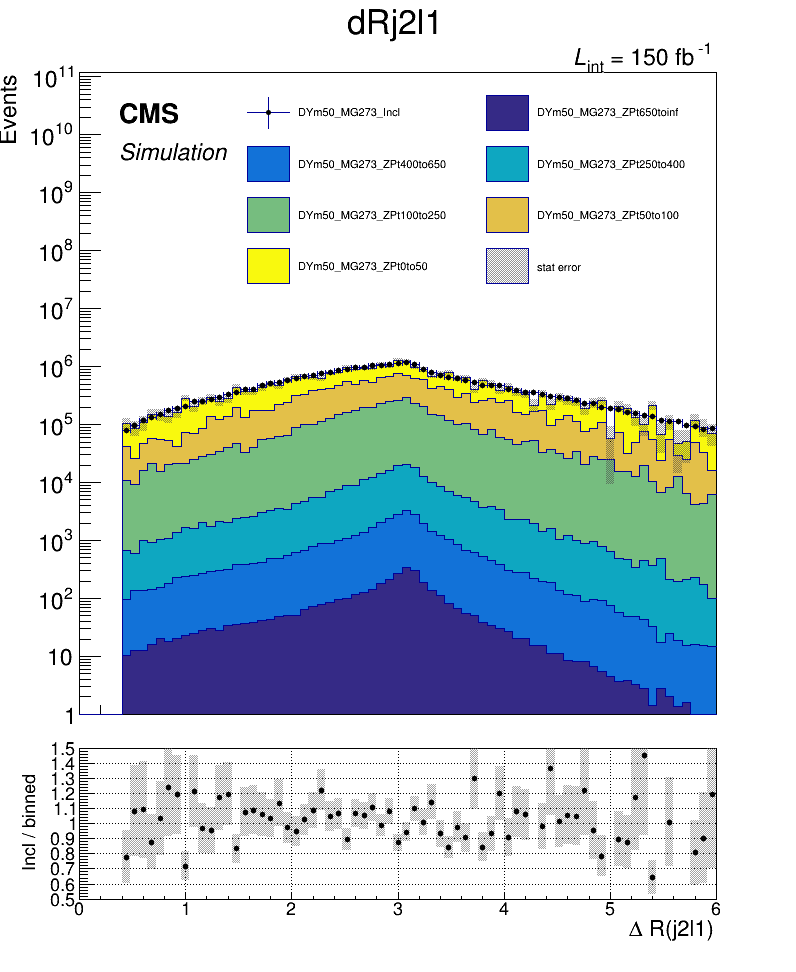 dRj2l1
L_int = 150 fb^-1
Events
10^11
10^10
10^9
10^8
10^7
10^6
10^5
10^4
10^3
10^2
10
1
CMS
Simulation
DYm50_MG273_Incl
DYm50_MG273_ZPt650toinf
DYm50_MG273_ZPt400to650
DYm50_MG273_ZPt250to400
DYm50_MG273_ZPt100to250
DYm50_MG273_ZPt50to100
DYm50_MG273_ZPt0to50
stat error
Incl / binned
1.5
1.4
1.3
1.2
1.1
1
0.9
0.8
0.7
0.6
0.5
0 1 2 3 4 5 6
Δ R(j2l1)